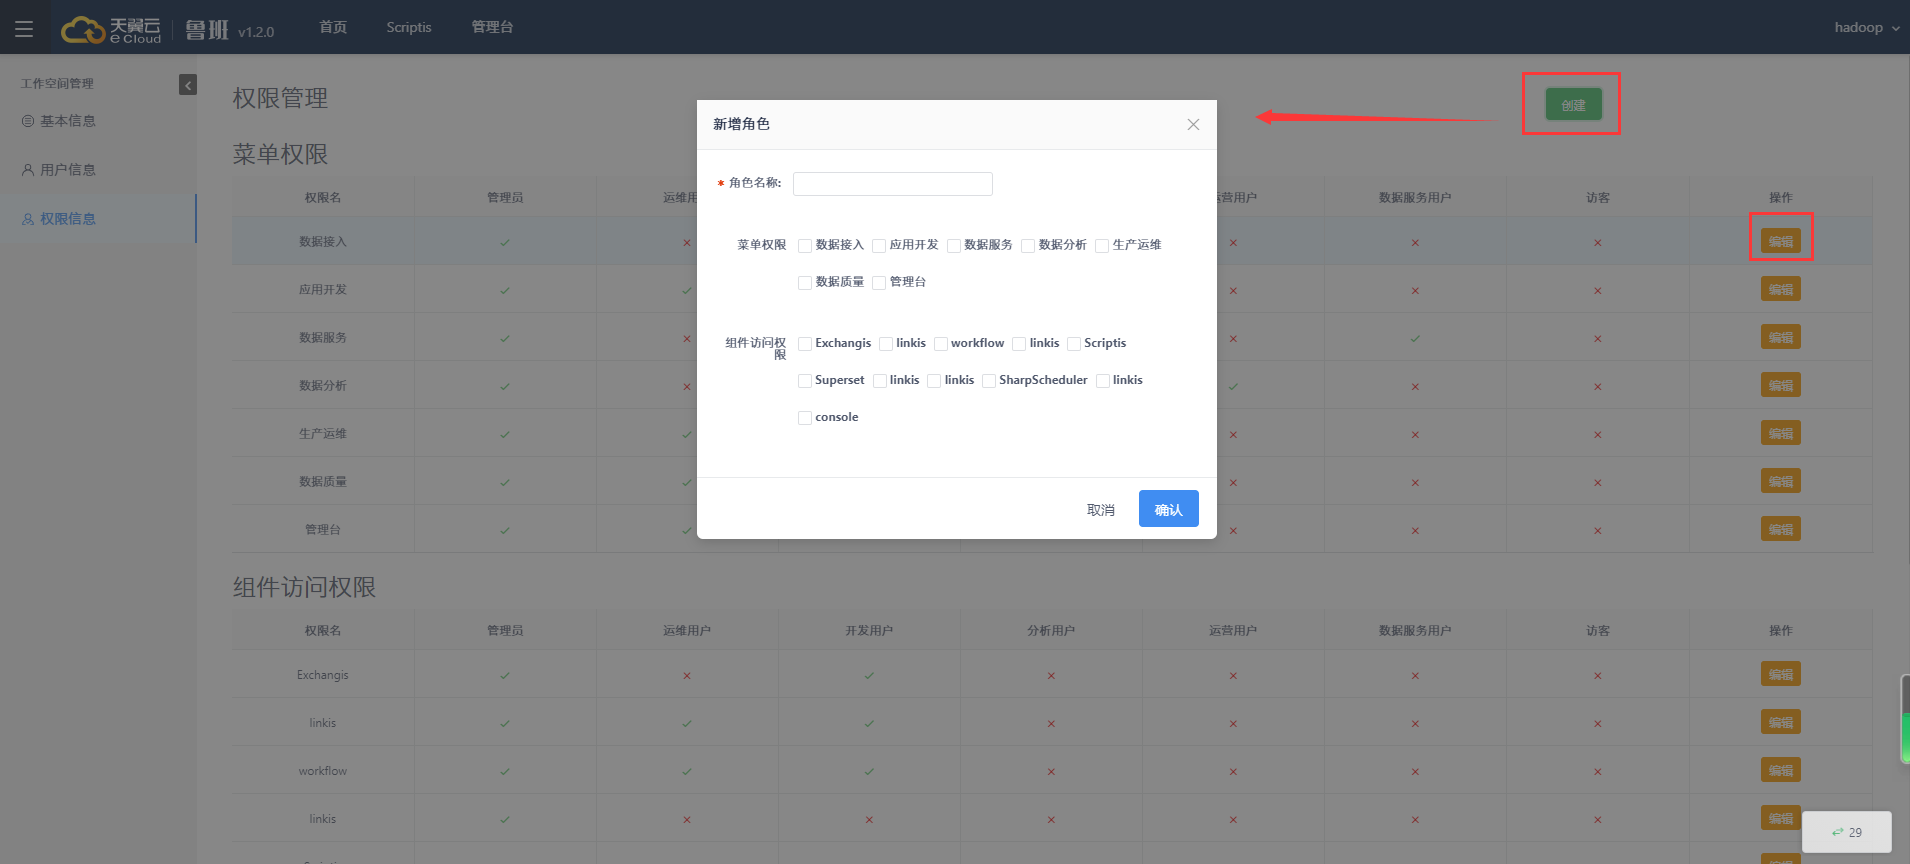 天翼云
e Cloud
鲁班 v1.2.0
首页 Scriptis 管理台
hadoop
工作空间管理
基本信息
用户信息
权限信息
权限管理
创建
菜单权限
权限名 管理员 运维用 运营用户 数据服务用户 访客 操作
数据接入 编辑
应用开发 编辑
数据服务 编辑
数据分析 编辑
生产运维 编辑
数据质量 编辑
管理台 编辑
新增角色
* 角色名称:
菜单权限 数据接入 应用开发 数据服务 数据分析 生产运维
数据质量 管理台
组件访问权
限
Exchangis linkis workflow linkis Scriptis
Superset linkis linkis SharpScheduler linkis
console
取消 确认
组件访问权限
权限名 管理员 运维用户 开发用户 分析用户 运营用户 数据服务用户 访客 操作
Exchangis 编辑
linkis 编辑
workflow 编辑
linkis 编辑
29